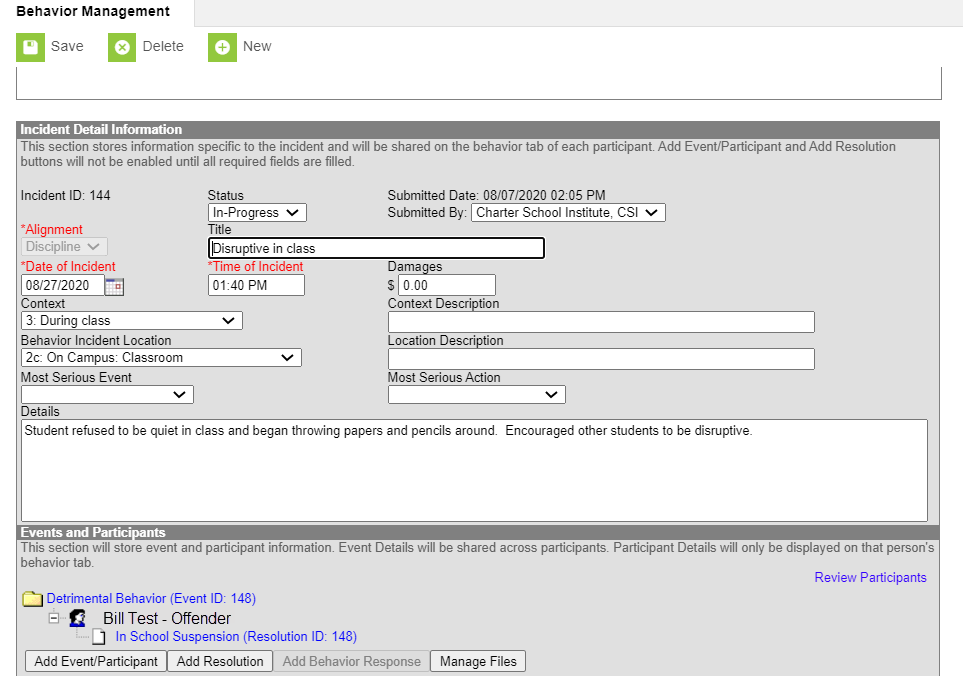 Behavior Management
Save Delete New
Incident Detail Information
This section stores information specific to the incident and will be shared on the behavior tab of each participant. Add Event/Participant and Add Resolution
buttons will not be enabled until all required fields are filled.
Incident ID: 144 Status Submitted Date: 08/07/2020 02:05 PM
In-Progress Submitted By: Charter School Institute, CSI
*Alignment Title
Discipline Disruptive in class
*Date of Incident *Time of Incident Damages
08/27/2020 01:40 PM $ 0.00
Context Context Description
3: During class
Behavior Incident Location Location Description
2c: On Campus: Classroom
Most Serious Event Most Serious Action
Details
Student refused to be quiet in class and began throwing papers and pencils around.  Encouraged other students to be disruptive.
Events and Participants
This section will store event and participant information. Event Details will be shared across participants. Participant Details will only be displayed on that person's
behavior tab.
Review Participants
Detrimental Behavior (Event ID: 148)
Bill Test - Offender
In School Suspension (Resolution ID: 148)
Add Event/Participant Add Resolution Add Behavior Response Manage Files